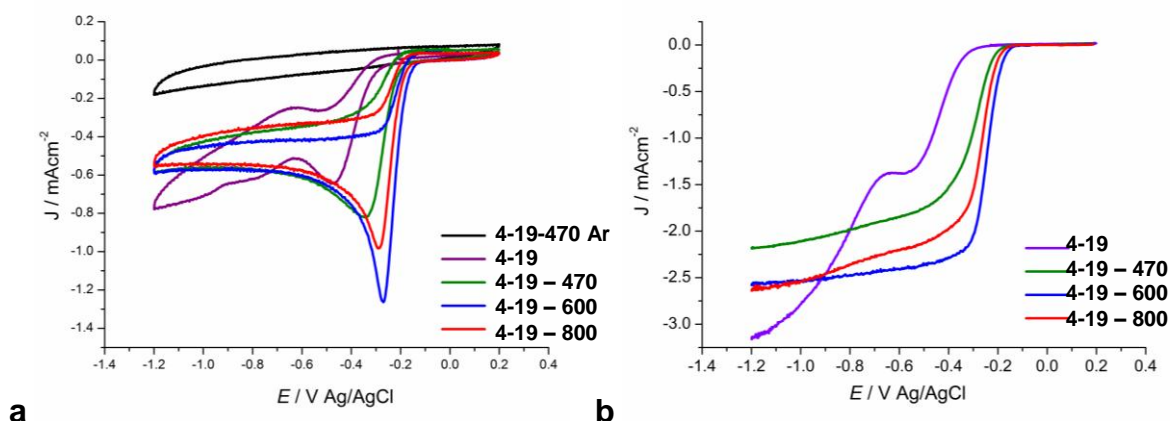 0.2
0.0
-0.2
-0.4
-0.6
-0.8
-1.0
-1.2
-1.4
J / mAcm-2
-1.4 -1.2 -1.0 -0.8 -0.6 -0.4 -0.2 0.0 0.2 0.4
E / V Ag/AgCl
4-19-470 Ar
4-19
4-19 – 470
4-19 – 600
4-19 – 800
a
0.0
-0.5
-1.0
-1.5
-2.0
-2.5
-3.0
J / mAcm-2
-1.4 -1.2 -1.0 -0.8 -0.6 -0.4 -0.2 0.0 0.2 0.4
E / V Ag/AgCl
4-19
4-19 – 470
4-19 – 600
4-19 – 800
b